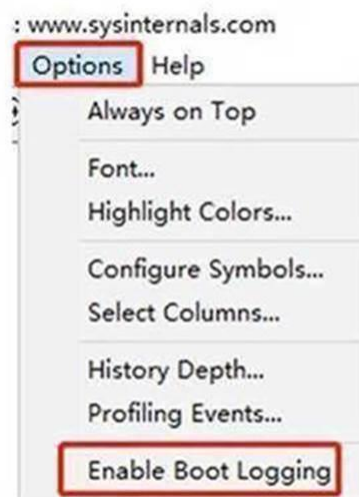 : www.sysinternals.com
Options Help
Always on Top
Font...
Highlight Colors...
Configure Symbols...
Select Columns...
History Depth...
Profiling Events...
Enable Boot Logging